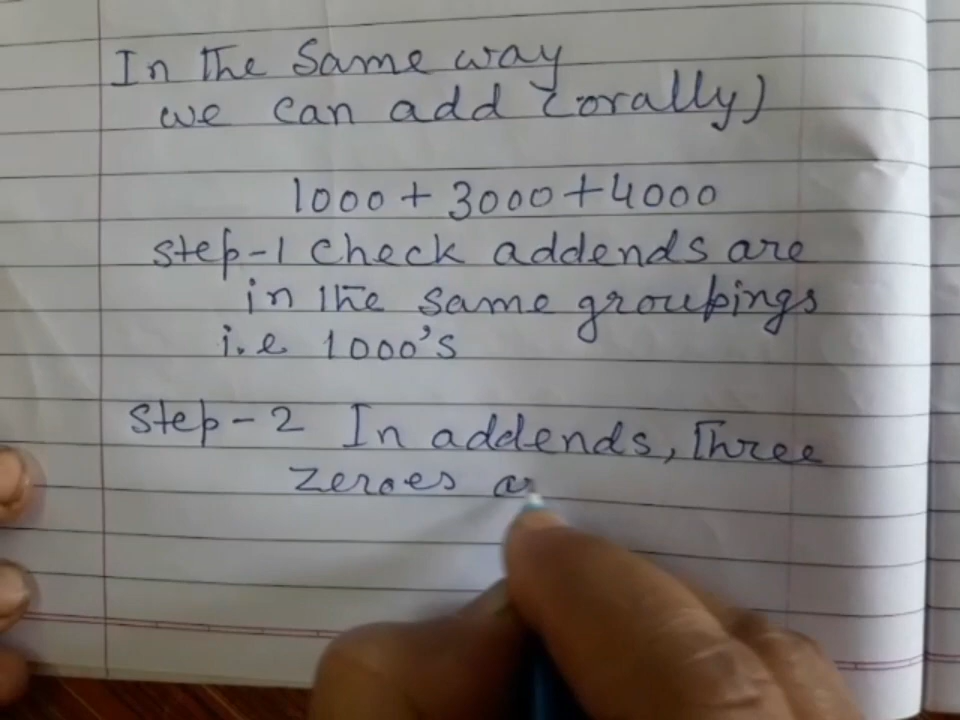 In the same way
we can add (orally)
1000 + 3000 + 4000
Step-1 Check addends are
in the same groupings
i.e 1000's
Step-2 In addends, Three
zeroes